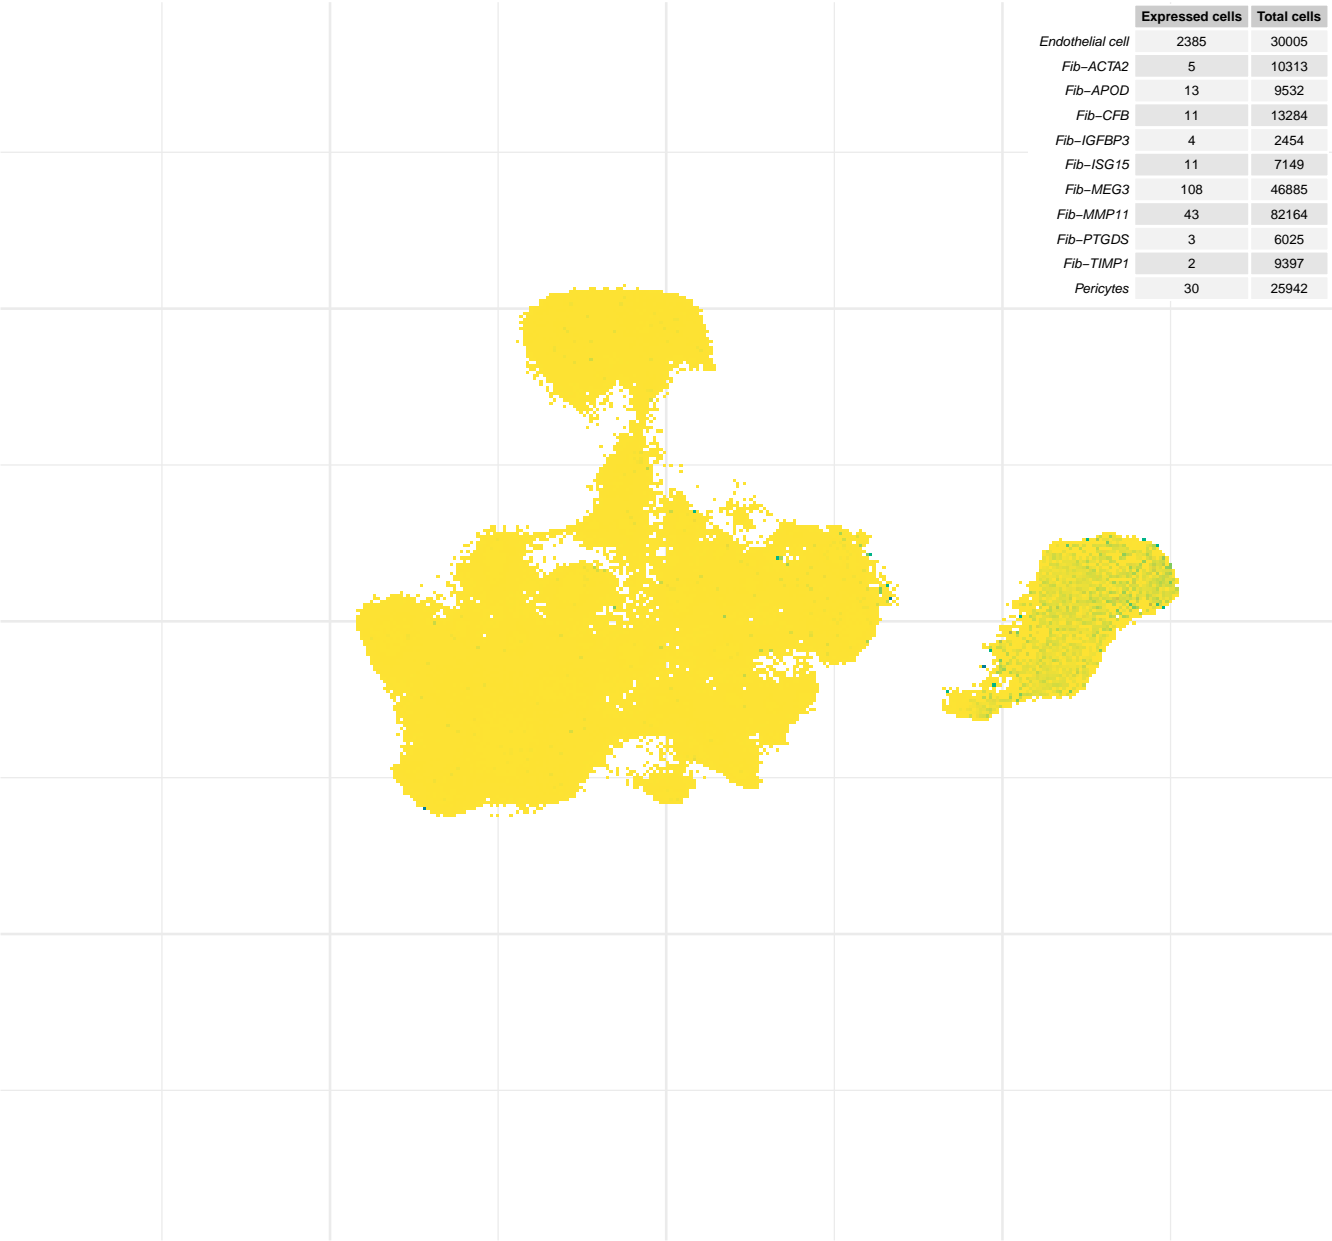 Expressed cells Total cells
Endothelial cell 2385 30005
Fib−ACTA2 5 10313
Fib−APOD 13 9532
Fib−CFB 11 13284
Fib−IGFBP3 4 2454
Fib−ISG15 11 7149
Fib−MEG3 108 46885
Fib−MMP11 43 82164
Fib−PTGDS 3 6025
Fib−TIMP1 2 9397
Pericytes 30 25942